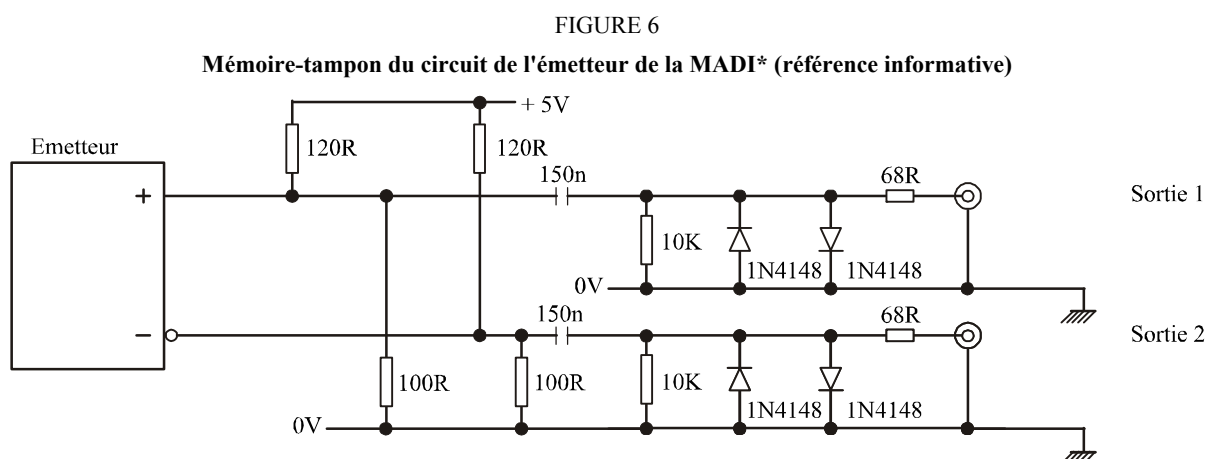 FIGURE 6
Mémoire-tampon du circuit de l'émetteur de la MADI* (référence informative)
+ 5V
Emetteur
120R
120R
150n
68R
+
Sortie 1
10K
1N4148
1N4148
0V
150n
68R
−
Sortie 2
100R
100R
10K
1N4148
1N4148
0V